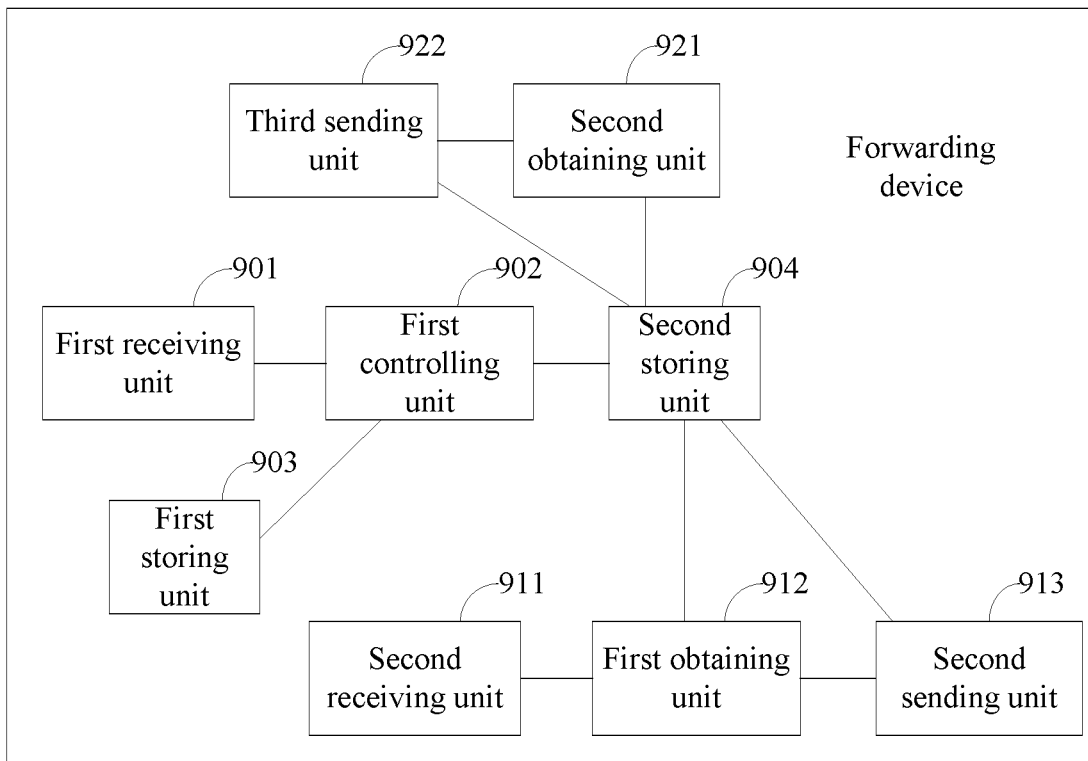 922
921
Third sending
unit
Second
obtaining unit
Forwarding
device
901
902
904
First receiving
unit
First
controlling
unit
Second
storing
unit
903
First
storing
unit
911
912
913
Second
receiving unit
First obtaining
unit
Second
sending unit